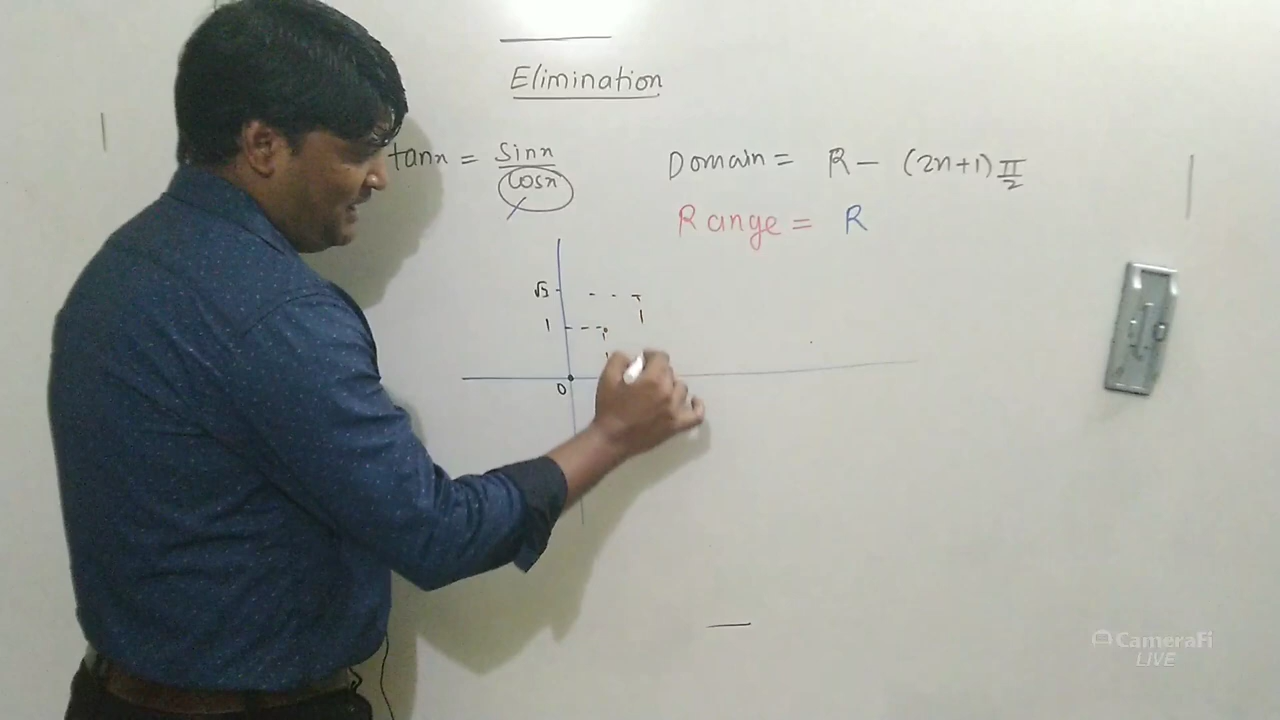 Elimination
tanx = sinx / cosx
Domain = R - (2n+1) π/2
Range = R
√3
1
0
CameraFi
LIVE